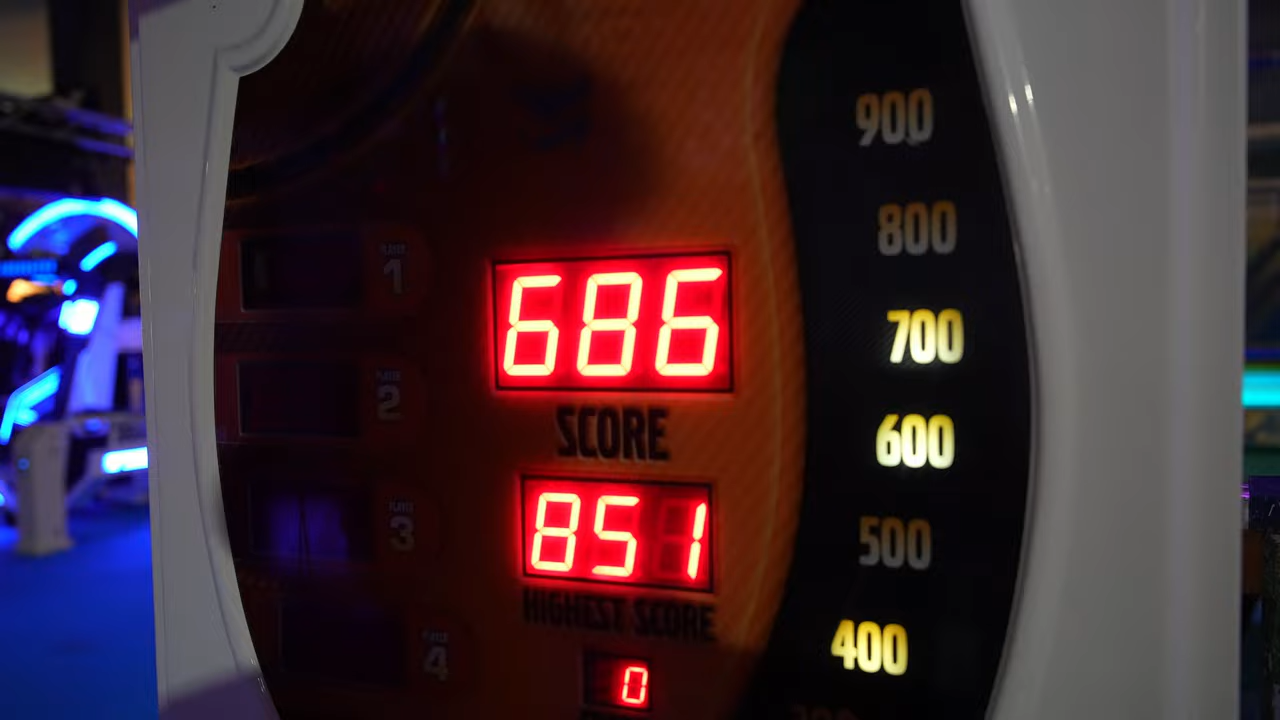 900
800
PLAYER
1
686
700
PLAYER
2
SCORE
600
851
PLAYER
3
500
HIGHEST SCORE
PLAYER
4
400
0